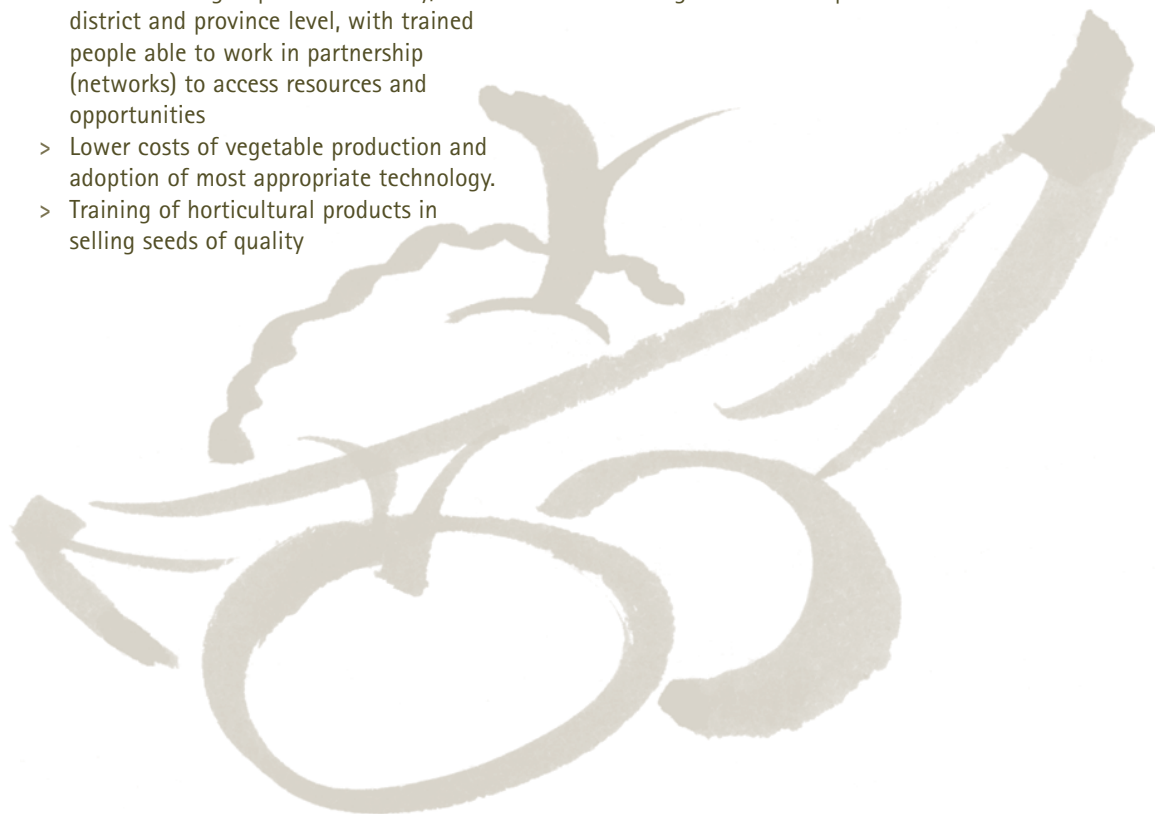 district and province level, with trained
people able to work in partnership
(networks) to access resources and
opportunities
> Lower costs of vegetable production and
adoption of most appropriate technology.
> Training of horticultural products in
selling seeds of quality